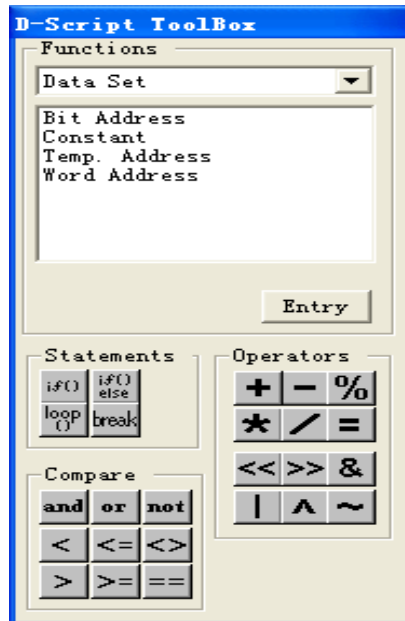 D-Script ToolBox
Functions
Data Set
Bit Address
Constant
Temp. Address
Word Address
Entry
Statements
if()
if() else
loop ()
break
Operators
+ - %
* / =
<< >> &
| ^ ~
Compare
and or not
< <= <>
> >= ==